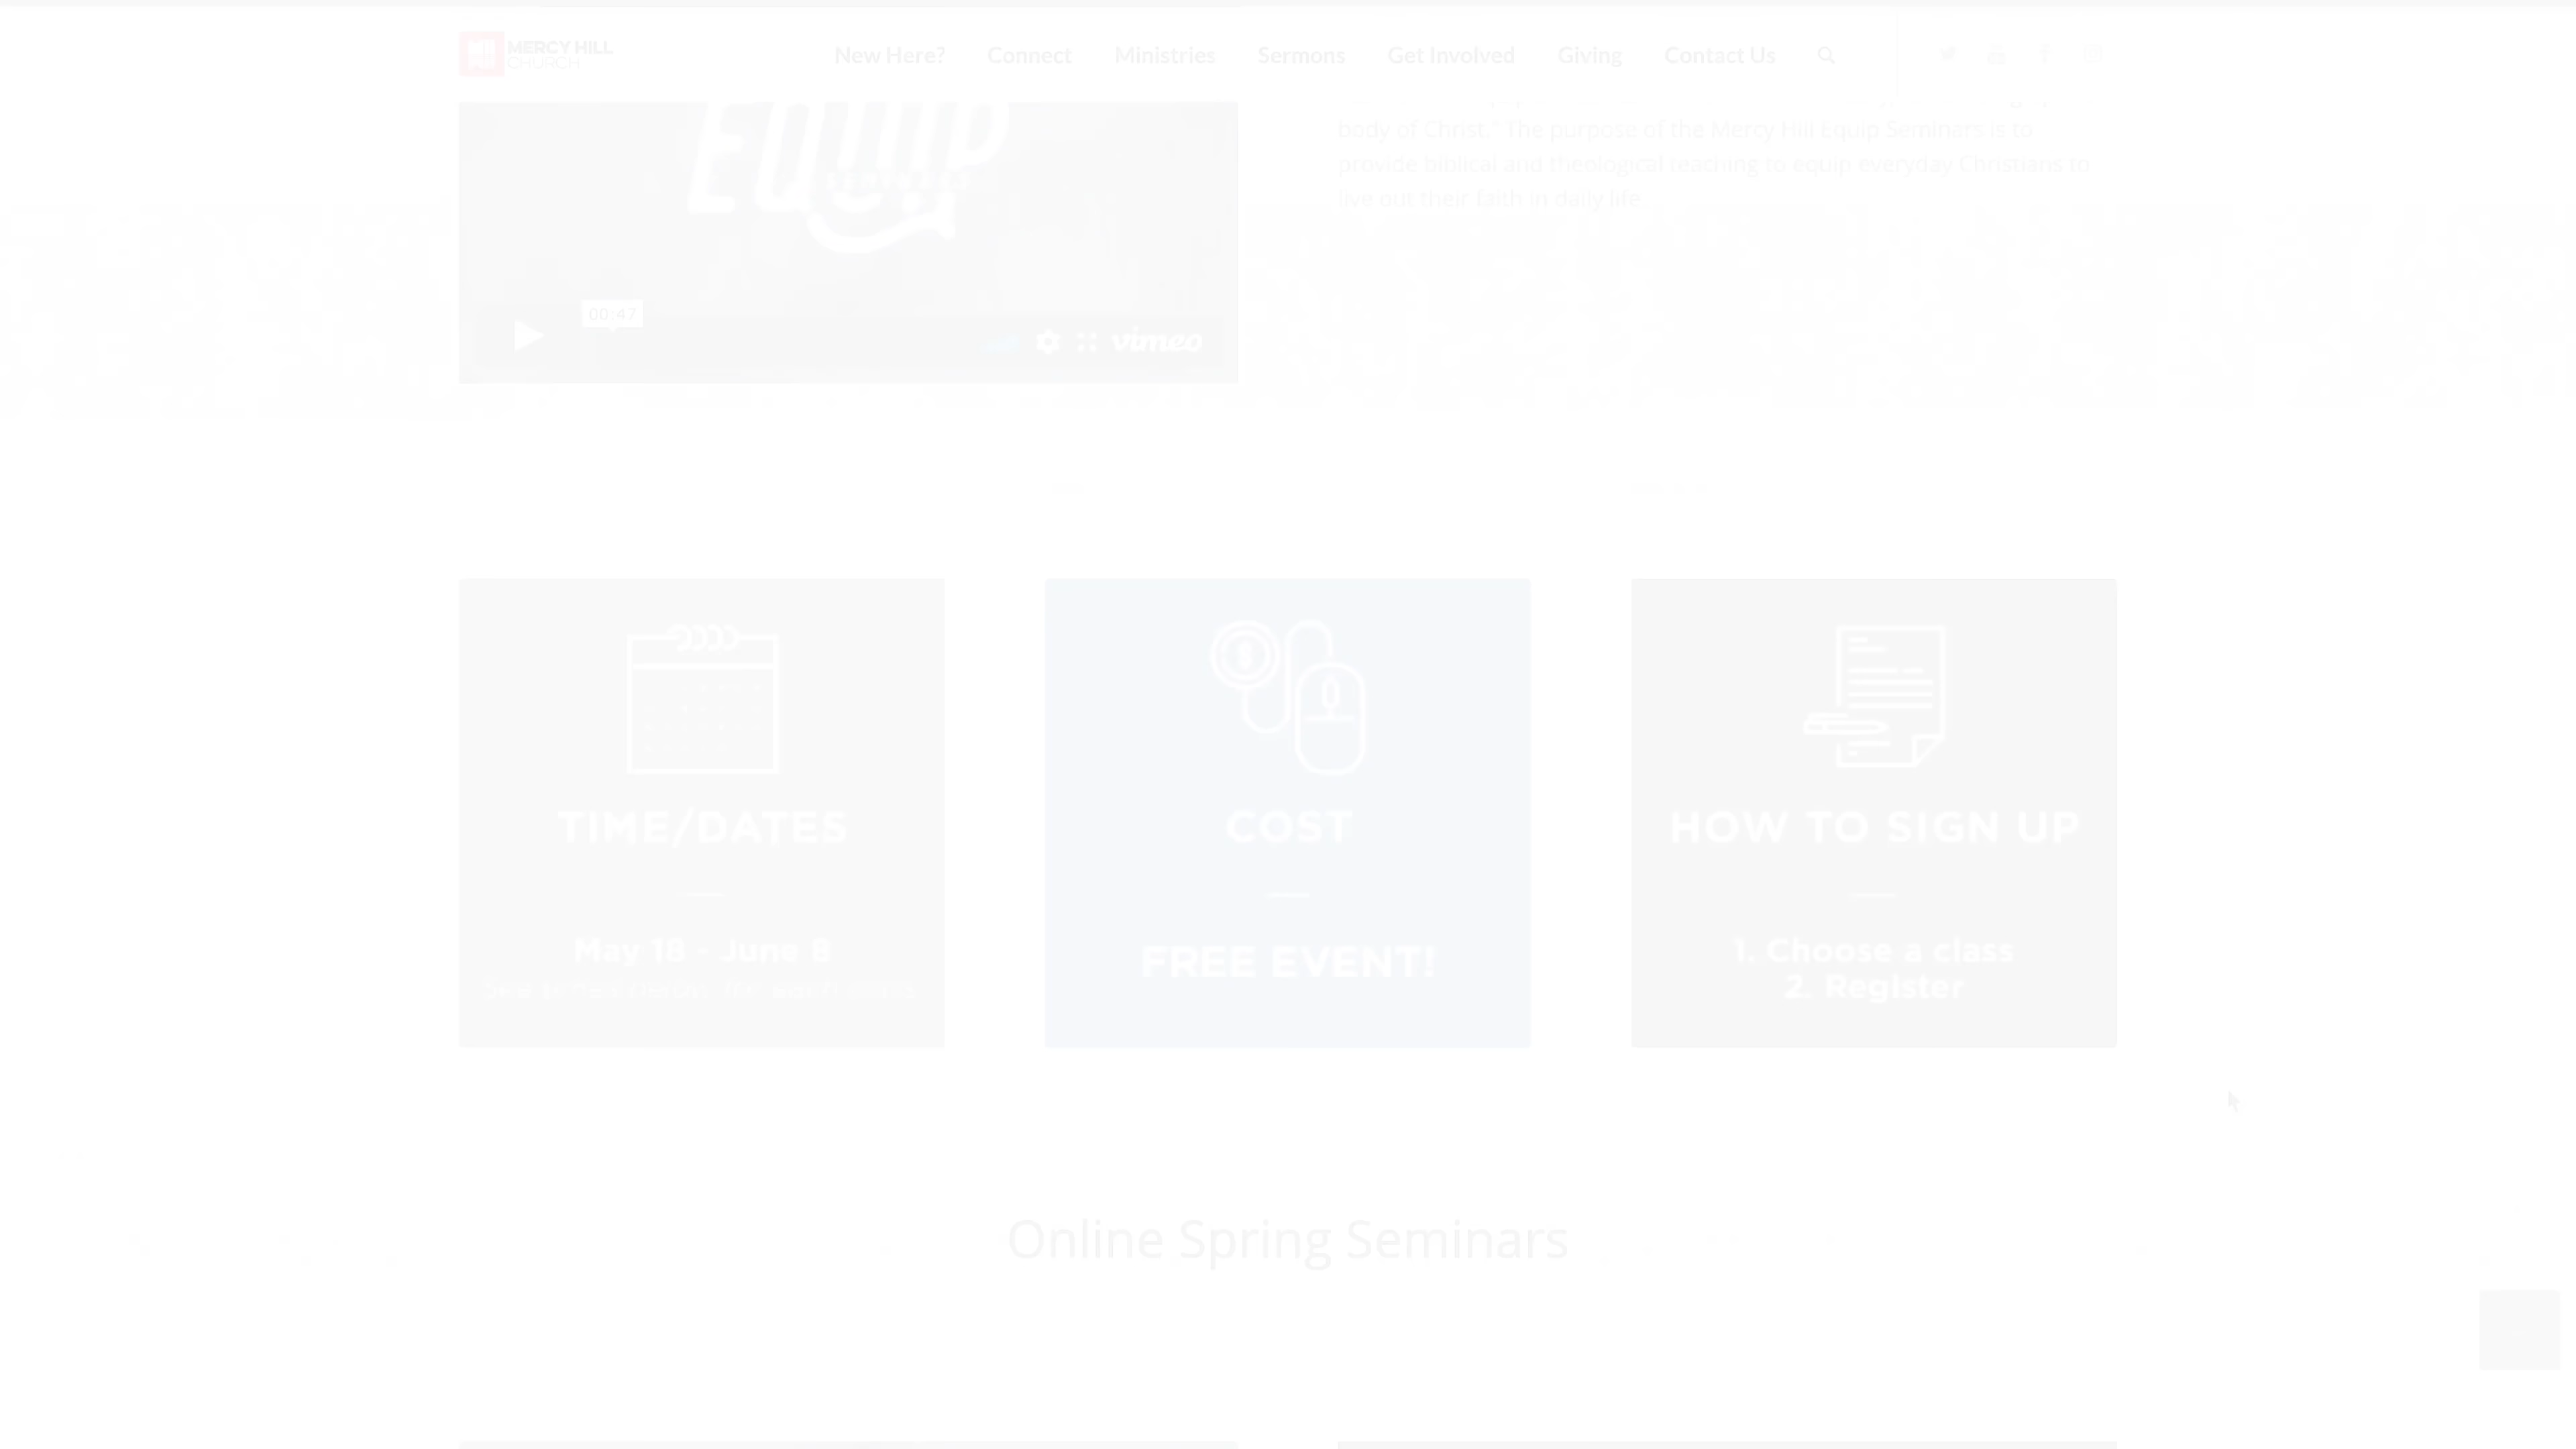 MERCY HILL
CHURCH
New Here? Connect Ministries Sermons Get Involved Giving Contact Us
EQUIP
SEMINARS
body of Christ." The purpose of the Mercy Hill Equip Seminars is to
provide biblical and theological teaching to equip everyday Christians to
live out their faith in daily life
00:47
vimeo
TIME/DATES
May 18 - June 8
COST
FREE EVENT!
HOW TO SIGN UP
1. Choose a class
2. Register
Online Spring Seminars